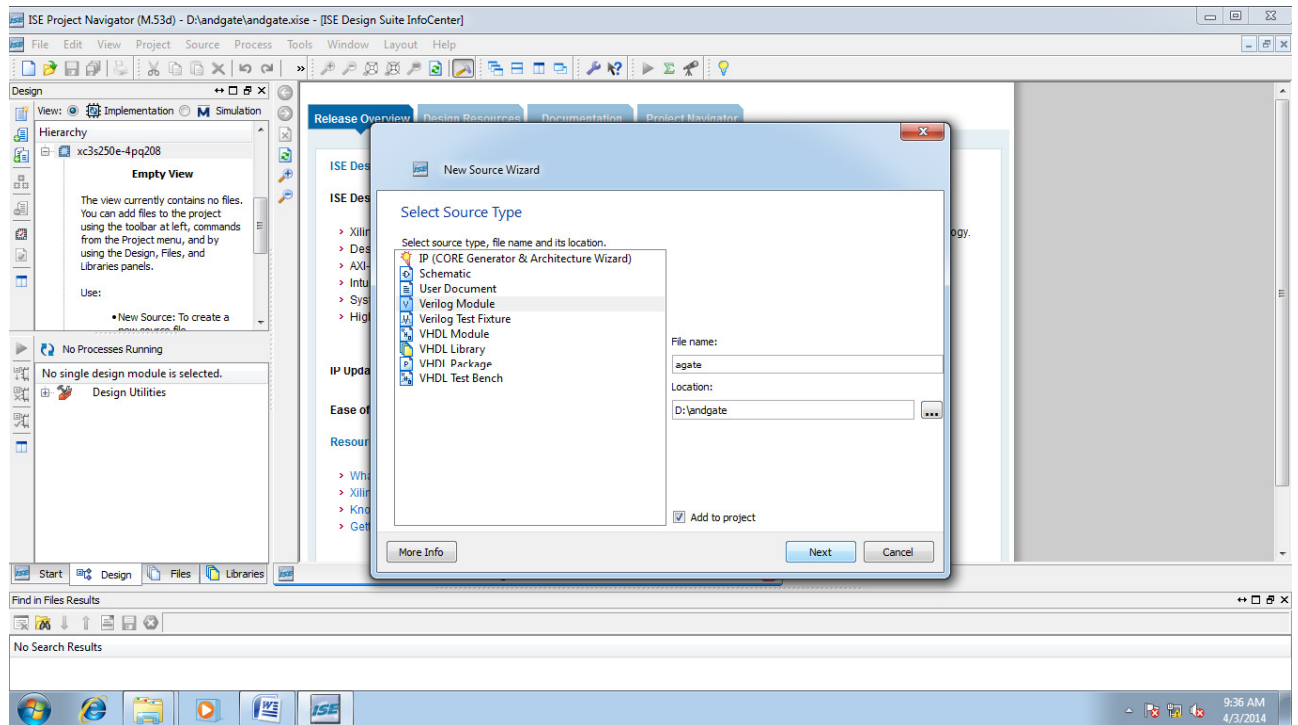 ISE Project Navigator (M.53d) - D:\andgate\andgate.xise - [ISE Design Suite InfoCenter]
File Edit View Project Source Process Tools Window Layout Help
Design
View: Implementation Simulation
Hierarchy
xc3s250e-4pq208
Empty View
The view currently contains no files.
You can add files to the project
using the toolbar at left, commands
from the Project menu, and by
using the Design, Files, and
Libraries panels.
Use:
•New Source: To create a
new source file
No Processes Running
No single design module is selected.
Design Utilities
Start Design Files Libraries
Release Overview Design Resources Documentation Project Navigator
ISE Des
ISE Des
> Xilin
> Des
> AXI-
> Intu
> Sys
> High
ogy.
IP Upda
Ease of
Resour
> Wha
> Xilin
> Kno
> Gett
New Source Wizard
Select Source Type
Select source type, file name and its location.
IP (CORE Generator & Architecture Wizard)
Schematic
User Document
Verilog Module
Verilog Test Fixture
VHDL Module
VHDL Library
VHDL Package
VHDL Test Bench
File name:
agate
Location:
D:\andgate
...
Add to project
More Info Next Cancel
Find in Files Results
No Search Results
ISE
9:36 AM
4/3/2014